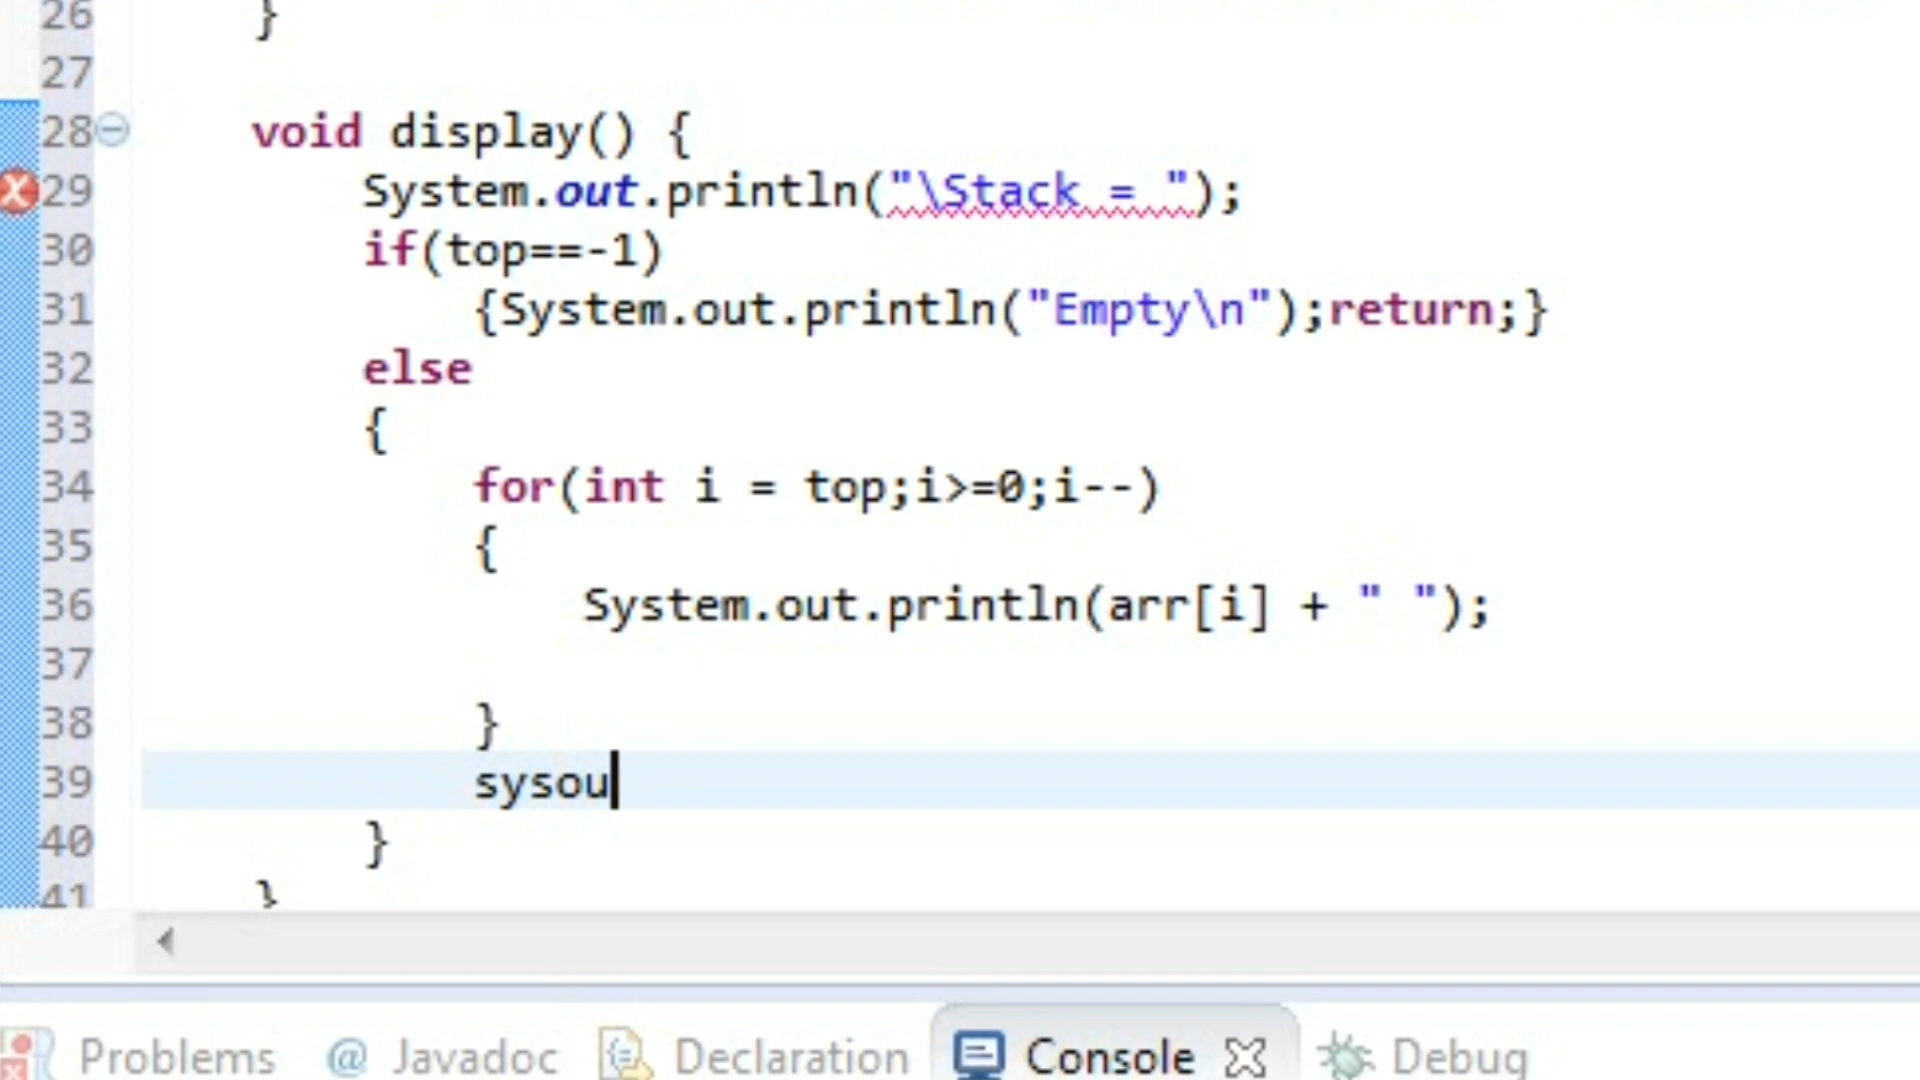 26 }
27
28 void display() {
29 System.out.println("\Stack = ");
30 if(top==-1)
31 {System.out.println("Empty\n");return;}
32 else
33 {
34 for(int i = top;i>=0;i--)
35 {
36 System.out.println(arr[i] + " ");
37
38 }
39 sysou
40 }
41 }
Problems @ Javadoc Declaration Console Debug